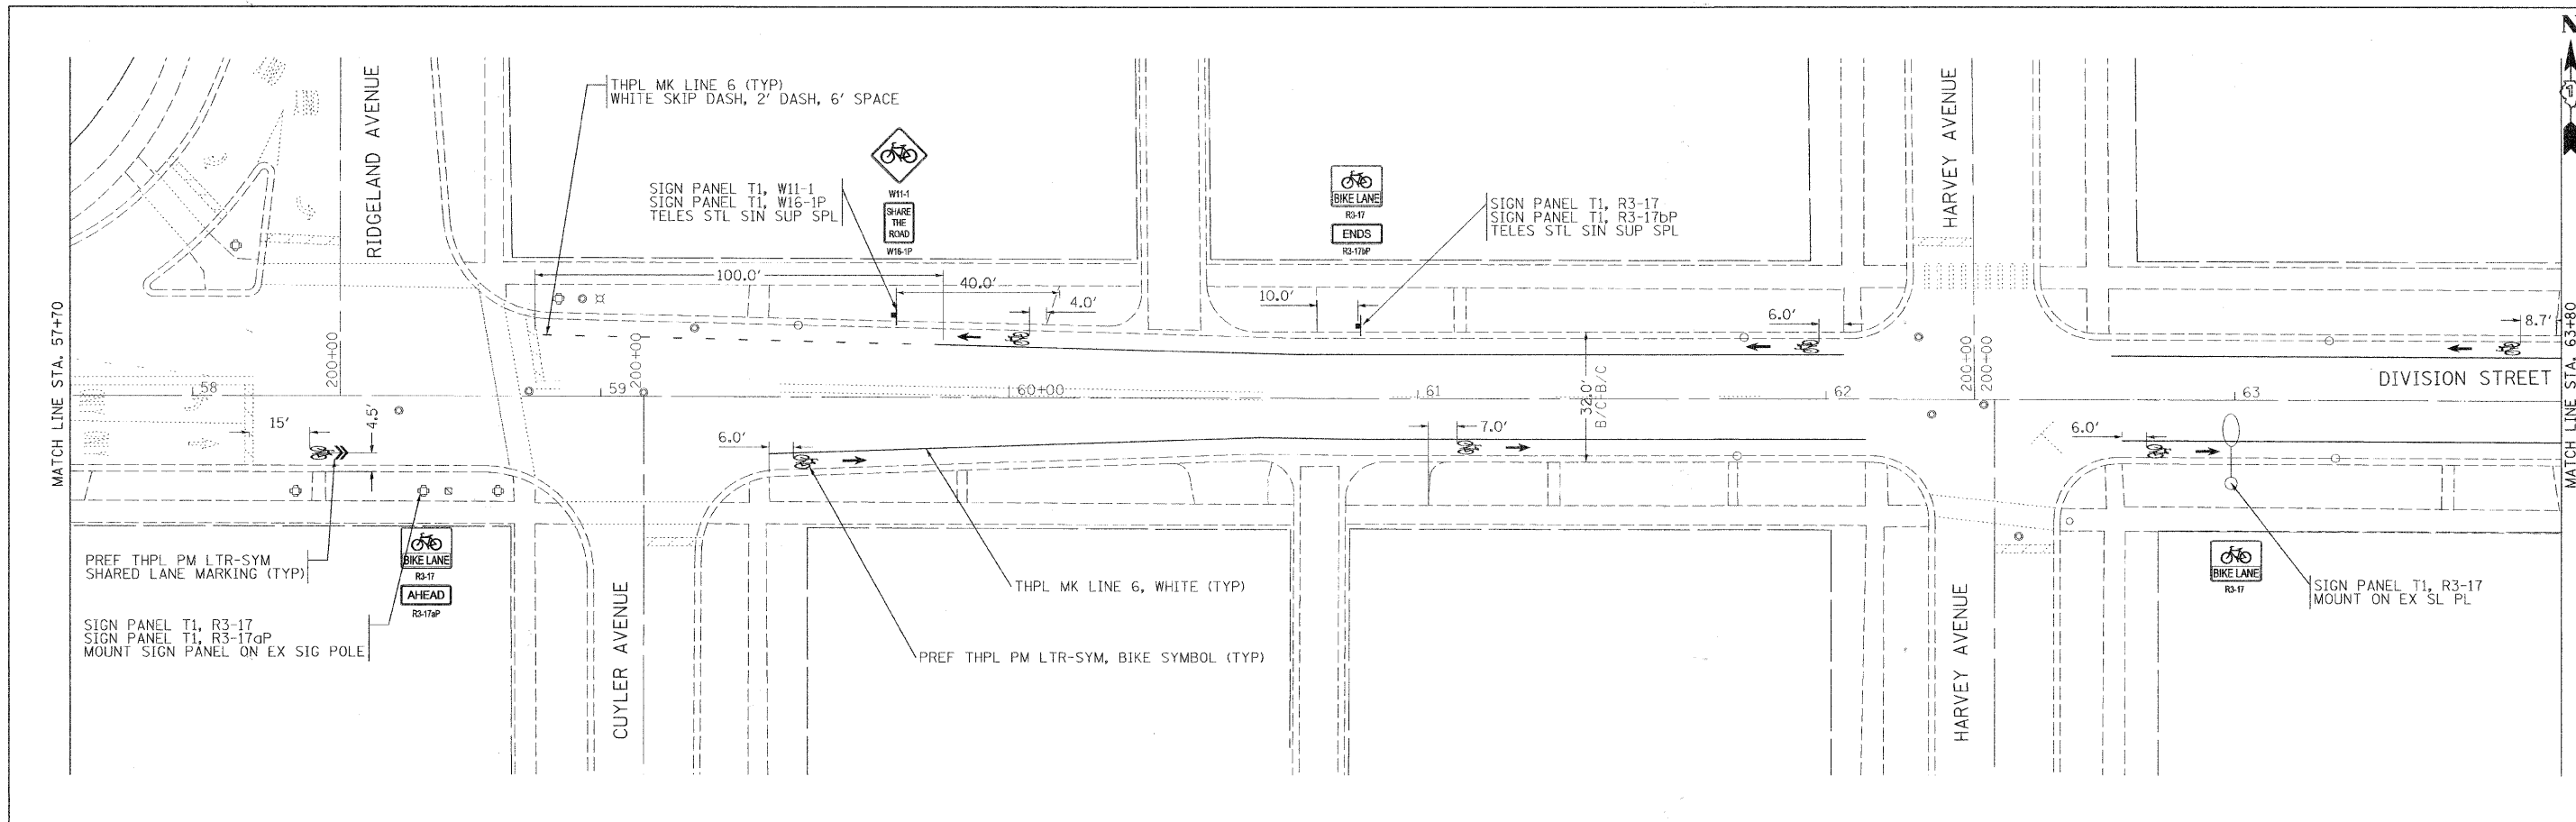 N
1
MATCH LINE STA. 57+70
RIDGELAND AVENUE
THPL MK LINE 6 (TYP)
WHITE SKIP DASH, 2' DASH, 6' SPACE
SIGN PANEL T1, W11-1
SIGN PANEL T1, W16-1P
TELES STL SIN SUP SPL
W11-1
SHARE
THE
ROAD
W16-1P
BIKE LANE
R3-17
ENDS
R3-17bP
SIGN PANEL T1, R3-17
SIGN PANEL T1, R3-17bP
TELES STL SIN SUP SPL
HARVEY AVENUE
100.0'
40.0'
4.0'
10.0'
6.0'
8.7'
200+00
200+00
200+00
200+00
58
59
60+00
61
62
63
32.0'
B/C-B/C
DIVISION STREET
MATCH LINE STA. 63+80
15'
4.5'
6.0'
7.0'
6.0'
PREF THPL PM LTR-SYM
SHARED LANE MARKING (TYP)
BIKE LANE
R3-17
AHEAD
R3-17aP
SIGN PANEL T1, R3-17
SIGN PANEL T1, R3-17aP
MOUNT SIGN PANEL ON EX SIG POLE
CUYLER AVENUE
THPL MK LINE 6, WHITE (TYP)
PREF THPL PM LTR-SYM, BIKE SYMBOL (TYP)
HARVEY AVENUE
BIKE LANE
R3-17
SIGN PANEL T1, R3-17
MOUNT ON EX SL PL